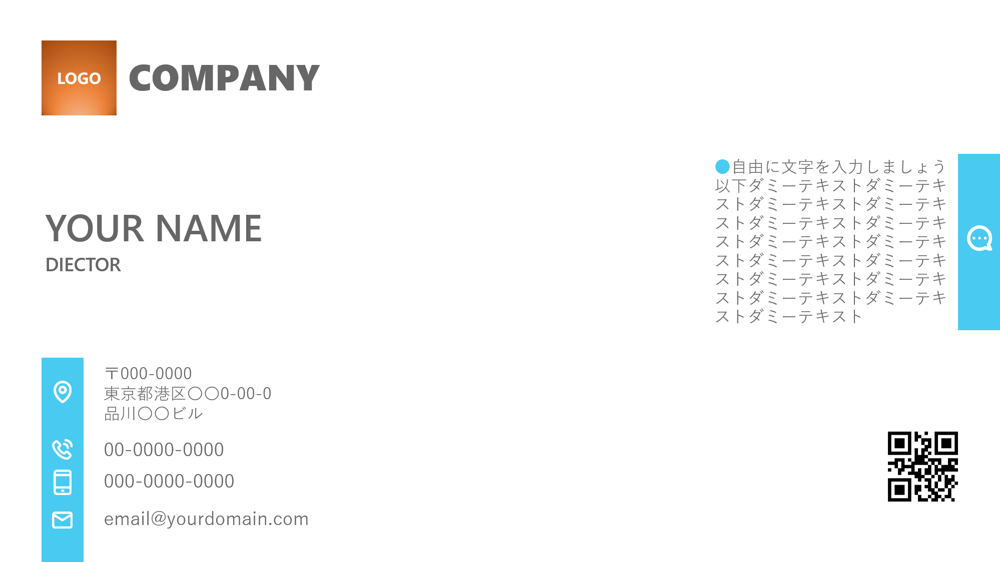 LOGO
COMPANY
YOUR NAME
DIECTOR
●自由に文字を入力しましょう
以下ダミーテキストダミーテキ
ストダミーテキストダミーテキ
ストダミーテキストダミーテキ
ストダミーテキストダミーテキ
ストダミーテキストダミーテキ
ストダミーテキストダミーテキ
ストダミーテキストダミーテキ
ストダミーテキスト
〒000-0000
東京都港区〇〇0-00-0
品川〇〇ビル
00-0000-0000
000-0000-0000
email@yourdomain.com